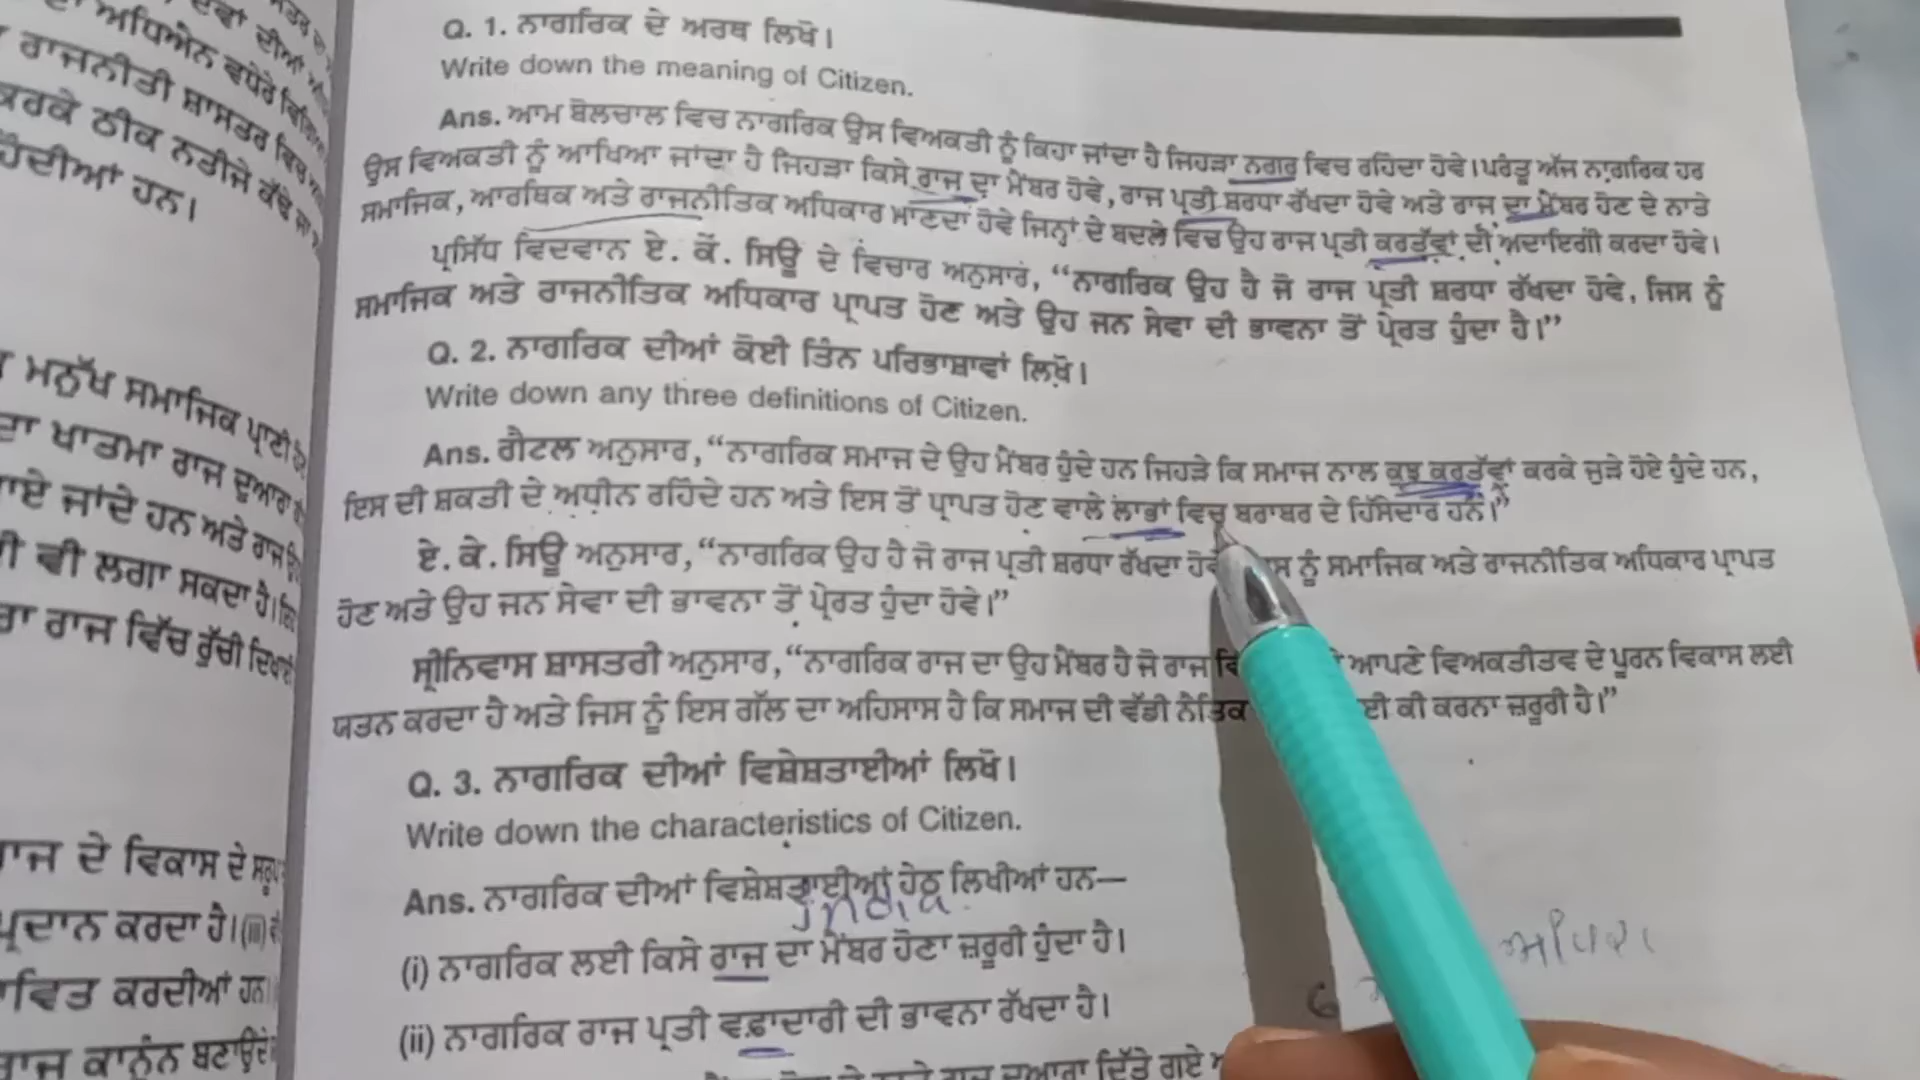 ਰਾਜਨੀਤੀ ਸ਼ਾਸਤਰ ਵਿਚ
ਕਰਕੇ ਠੀਕ ਨਤੀਜੇ ਕੱਢੇ ਜਾ
ਹੁੰਦੀਆਂ ਹਨ।
ਮਨੁੱਖ ਸਮਾਜਿਕ ਪ੍ਰਾਣੀ
ਦਾ ਖਾਤਮਾ ਰਾਜ ਦੁਆਰਾ
ਜਾਂਦੇ ਹਨ ਅਤੇ ਰਾਜ
ਵੀ ਲਗਾ ਸਕਦਾ ਹੈ।
ਰਾਜ ਵਿੱਚ ਰੁੱਚੀ
ਰਾਜ ਦੇ ਵਿਕਾਸ ਦੇ
ਪ੍ਰਦਾਨ ਕਰਦਾ ਹੈ। (iii)
ਕਰਦੀਆਂ ਹਨ।
ਰਾਜ ਕਾਨੂੰਨ ਬਣਾਉਂਦੇ
Q. 1. ਨਾਗਰਿਕ ਦੇ ਅਰਥ ਲਿਖੋ।
Write down the meaning of Citizen.
Ans. ਆਮ ਬੋਲਚਾਲ ਵਿਚ ਨਾਗਰਿਕ ਉਸ ਵਿਅਕਤੀ ਨੂੰ ਕਿਹਾ ਜਾਂਦਾ ਹੈ ਜਿਹੜਾ ਨਗਰ ਵਿਚ ਰਹਿੰਦਾ ਹੋਵੇ। ਪਰੰਤੂ ਅੱਜ ਨਾਗਰਿਕ ਹਰ
ਉਸ ਵਿਅਕਤੀ ਨੂੰ ਆਖਿਆ ਜਾਂਦਾ ਹੈ ਜਿਹੜਾ ਕਿਸੇ ਰਾਜ ਦਾ ਮੈਂਬਰ ਹੋਵੇ, ਰਾਜ ਪ੍ਰਤੀ ਸ਼ਰਧਾ ਰੱਖਦਾ ਹੋਵੇ ਅਤੇ ਰਾਜ ਦਾ ਮੈਂਬਰ ਹੋਣ ਦੇ ਨਾਤੇ
ਸਮਾਜਿਕ, ਆਰਥਿਕ ਅਤੇ ਰਾਜਨੀਤਿਕ ਅਧਿਕਾਰ ਮਾਣਦਾ ਹੋਵੇ ਜਿਨ੍ਹਾਂ ਦੇ ਬਦਲੇ ਵਿਚ ਉਹ ਰਾਜ ਪ੍ਰਤੀ ਕਰਤੱਵਾਂ ਦੀ ਅਦਾਇਗੀ ਕਰਦਾ ਹੋਵੇ।
ਪ੍ਰਸਿੱਧ ਵਿਦਵਾਨ ਏ. ਕੇ. ਸਿਊ ਦੇ ਵਿਚਾਰ ਅਨੁਸਾਰ, “ਨਾਗਰਿਕ ਉਹ ਹੈ ਜੋ ਰਾਜ ਪ੍ਰਤੀ ਸ਼ਰਧਾ ਰੱਖਦਾ ਹੋਵੇ, ਜਿਸ ਨੂੰ
ਸਮਾਜਿਕ ਅਤੇ ਰਾਜਨੀਤਿਕ ਅਧਿਕਾਰ ਪ੍ਰਾਪਤ ਹੋਣ ਅਤੇ ਉਹ ਜਨ ਸੇਵਾ ਦੀ ਭਾਵਨਾ ਤੋਂ ਪ੍ਰੇਰਤ ਹੁੰਦਾ ਹੈ।”
Q. 2. ਨਾਗਰਿਕ ਦੀਆਂ ਕੋਈ ਤਿੰਨ ਪਰਿਭਾਸ਼ਾਵਾਂ ਲਿਖੋ।
Write down any three definitions of Citizen.
Ans. ਗੈਟਲ ਅਨੁਸਾਰ, “ਨਾਗਰਿਕ ਸਮਾਜ ਦੇ ਉਹ ਮੈਂਬਰ ਹੁੰਦੇ ਹਨ ਜਿਹੜੇ ਕਿ ਸਮਾਜ ਨਾਲ ਕੁਝ ਕਰਤੱਵਾਂ ਕਰਕੇ ਜੁੜੇ ਹੋਏ ਹੁੰਦੇ ਹਨ,
ਇਸ ਦੀ ਸ਼ਕਤੀ ਦੇ ਅਧੀਨ ਰਹਿੰਦੇ ਹਨ ਅਤੇ ਇਸ ਤੋਂ ਪ੍ਰਾਪਤ ਹੋਣ ਵਾਲੇ ਲਾਭਾਂ ਵਿਚ ਬਰਾਬਰ ਦੇ ਹਿੱਸੇਦਾਰ ਹਨ।”
ਏ. ਕੇ. ਸਿਊ ਅਨੁਸਾਰ, “ਨਾਗਰਿਕ ਉਹ ਹੈ ਜੋ ਰਾਜ ਪ੍ਰਤੀ ਸ਼ਰਧਾ ਰੱਖਦਾ ਨੂੰ ਸਮਾਜਿਕ ਅਤੇ ਰਾਜਨੀਤਿਕ ਅਧਿਕਾਰ ਪ੍ਰਾਪਤ
ਹੋਣ ਅਤੇ ਉਹ ਜਨ ਸੇਵਾ ਦੀ ਭਾਵਨਾ ਤੋਂ ਪ੍ਰੇਰਤ ਹੁੰਦਾ ਹੋਵੇ।”
ਸ੍ਰੀਨਿਵਾਸ ਸ਼ਾਸਤਰੀ ਅਨੁਸਾਰ, “ਨਾਗਰਿਕ ਰਾਜ ਦਾ ਉਹ ਮੈਂਬਰ ਹੈ ਜੋ ਰਾਜ ਆਪਣੇ ਵਿਅਕਤੀਤਵ ਦੇ ਪੂਰਨ ਵਿਕਾਸ ਲਈ
ਯਤਨ ਕਰਦਾ ਹੈ ਅਤੇ ਜਿਸ ਨੂੰ ਇਸ ਗੱਲ ਦਾ ਅਹਿਸਾਸ ਹੈ ਕਿ ਸਮਾਜ ਦੀ ਵੱਡੀ ਨੈਤਿਕ ਕੀ ਕਰਨਾ ਜ਼ਰੂਰੀ ਹੈ।”
Q. 3. ਨਾਗਰਿਕ ਦੀਆਂ ਵਿਸ਼ੇਸ਼ਤਾਈਆਂ ਲਿਖੋ।
Write down the characteristics of Citizen.
Ans. ਨਾਗਰਿਕ ਦੀਆਂ ਵਿਸ਼ੇਸ਼ਤਾਈਆਂ ਹੇਠ ਲਿਖੀਆਂ ਹਨ—
India
(i) ਨਾਗਰਿਕ ਲਈ ਕਿਸੇ ਰਾਜ ਦਾ ਮੈਂਬਰ ਹੋਣਾ ਜ਼ਰੂਰੀ ਹੁੰਦਾ ਹੈ।
(ii) ਨਾਗਰਿਕ ਰਾਜ ਪ੍ਰਤੀ ਵਫ਼ਾਦਾਰੀ ਦੀ ਭਾਵਨਾ ਰੱਖਦਾ ਹੈ।
ਦੁਆਰਾ ਦਿੱਤੇ ਗਏ